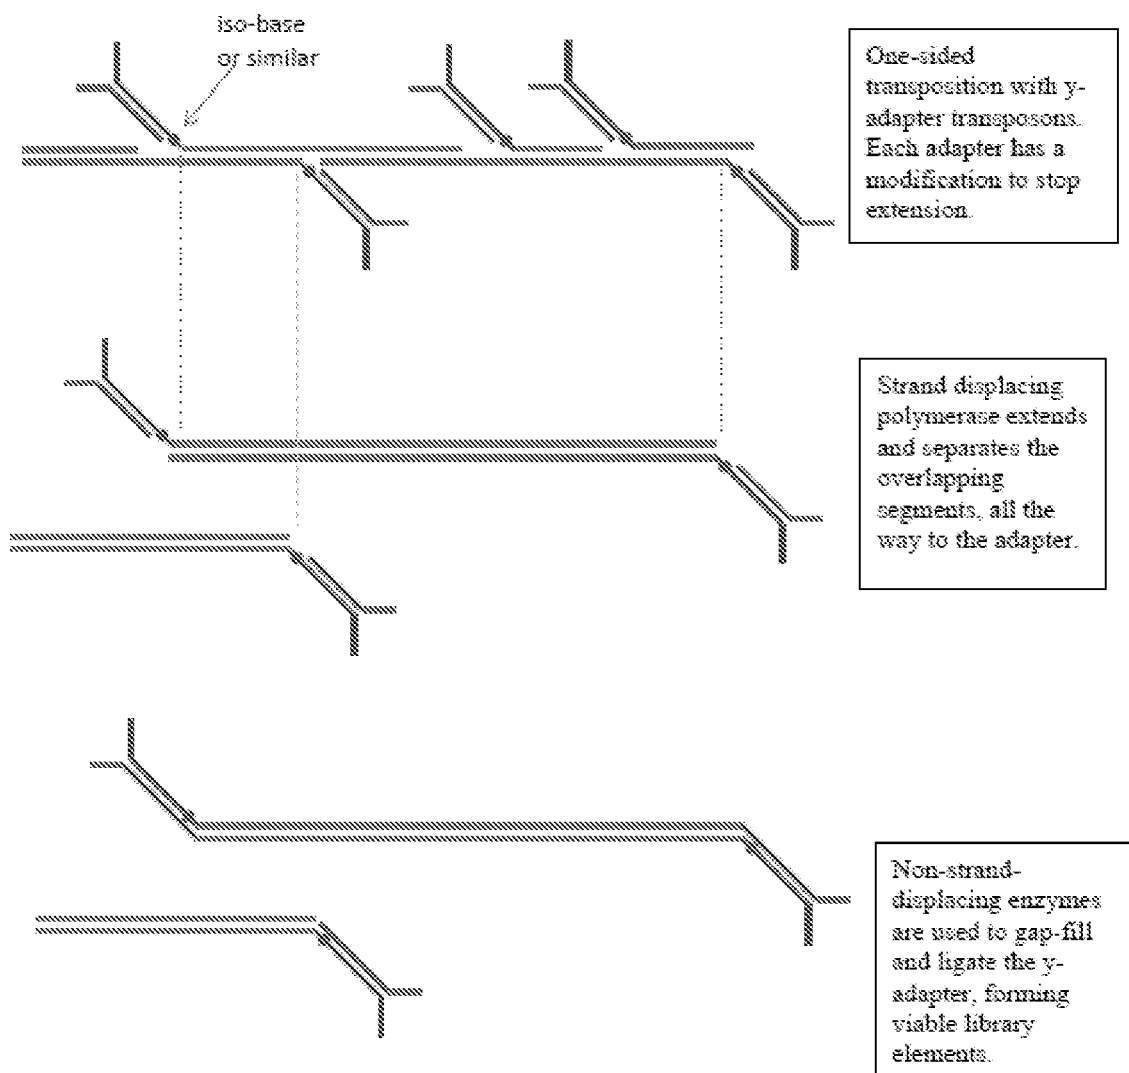 iso-base
or similar
One-sided
transposition with y-
adapter transposons.
Each adapter has a
modification to stop
extension.
Strand displacing
polymerase extends
and separates the
overlapping
segments, all the
way to the adapter.
Non-strand-
displacing enzymes
are used to gap-fill
and ligate the y-
adapter, forming
viable library
elements.